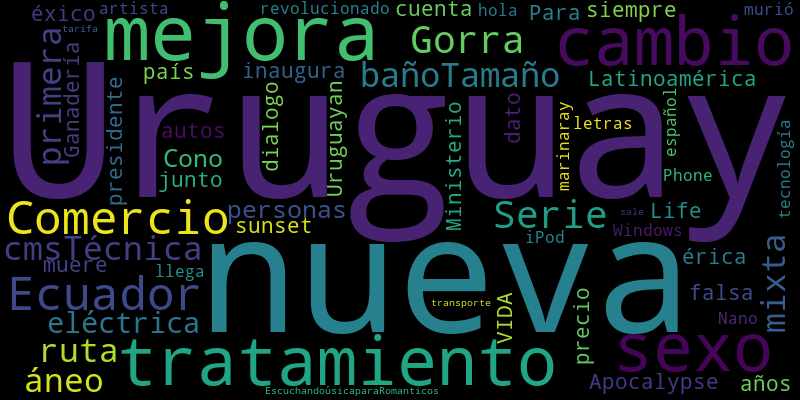 éxico artista revolucionado cuenta hola Para siempre murió
tarifa mejora Gorra cambio
primera Ganadería país inaugura bañoTamaño Latinoamérica
presidente Uruguay
autos dialogo Uruguayan Ministerio dato marinaray letras español tecnología
Cono
junto Phone
Comercio personas sunset Serie Life sale
cmsTécnica iPod Windows
muere llega nueva érica mixta
Ecuador transporte falsa
eléctrica VIDA precio Nano
ruta tratamiento sexo
áneo EscuchandoúsicaparaRomanticos Apocalypse años